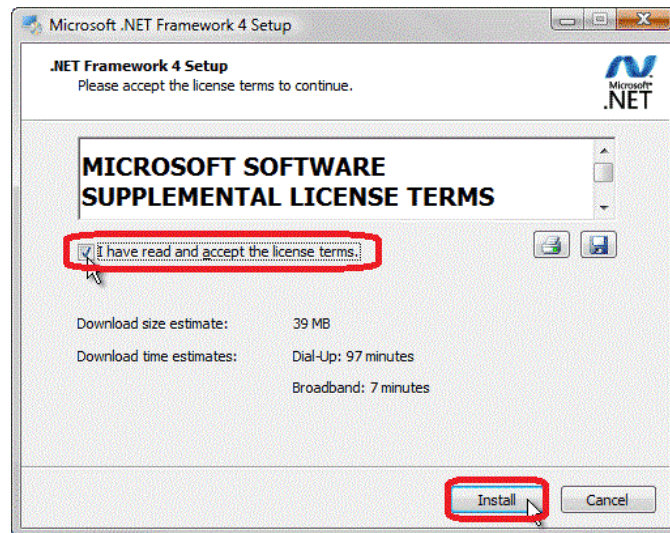 Microsoft .NET Framework 4 Setup
.NET Framework 4 Setup
Please accept the license terms to continue.
Microsoft
.NET
MICROSOFT SOFTWARE
SUPPLEMENTAL LICENSE TERMS
I have read and accept the license terms.
Download size estimate: 39 MB
Download time estimates: Dial-Up: 97 minutes
Broadband: 7 minutes
Install Cancel